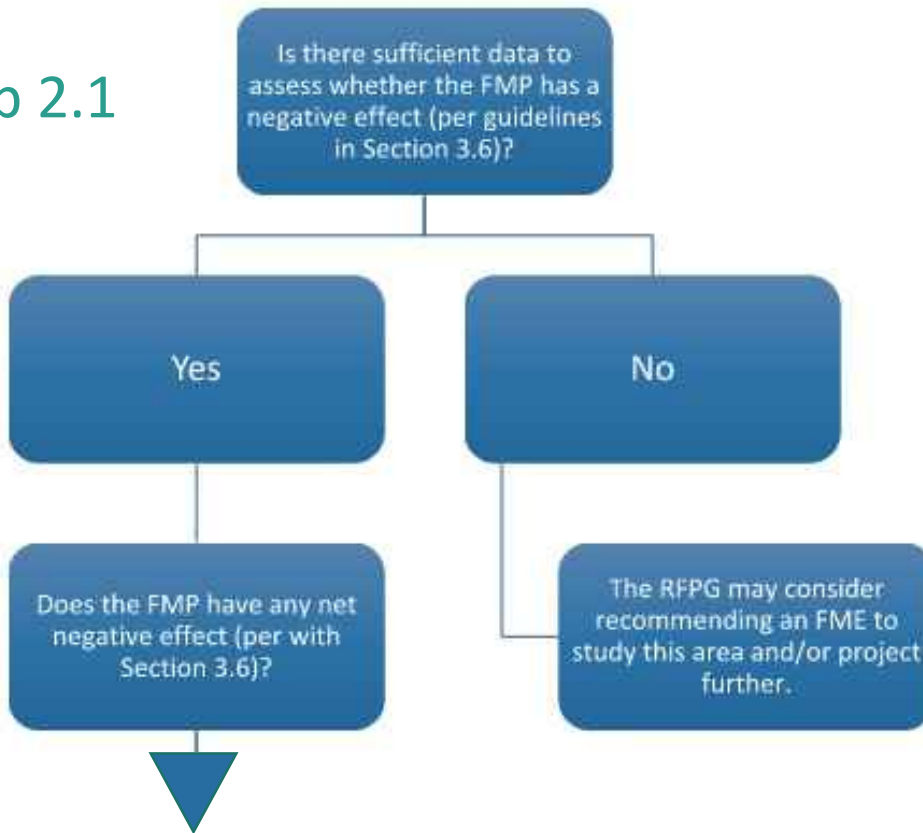 2.1
Is there sufficient data to
assess whether the FMP has a
negative effect (per guidelines
in Section 3.6)?
Yes
No
Does the FMP have any net
negative effect (per with
Section 3.6)?
The RFPG may consider
recommending an FME to
study this area and/or project
further.